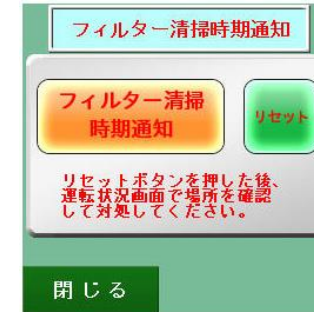 フィルター清掃時期通知
フィルター清掃
時期通知
リセット
リセットボタンを押した後、
運転状況画面で場所を確認
して対処してください。
閉じる